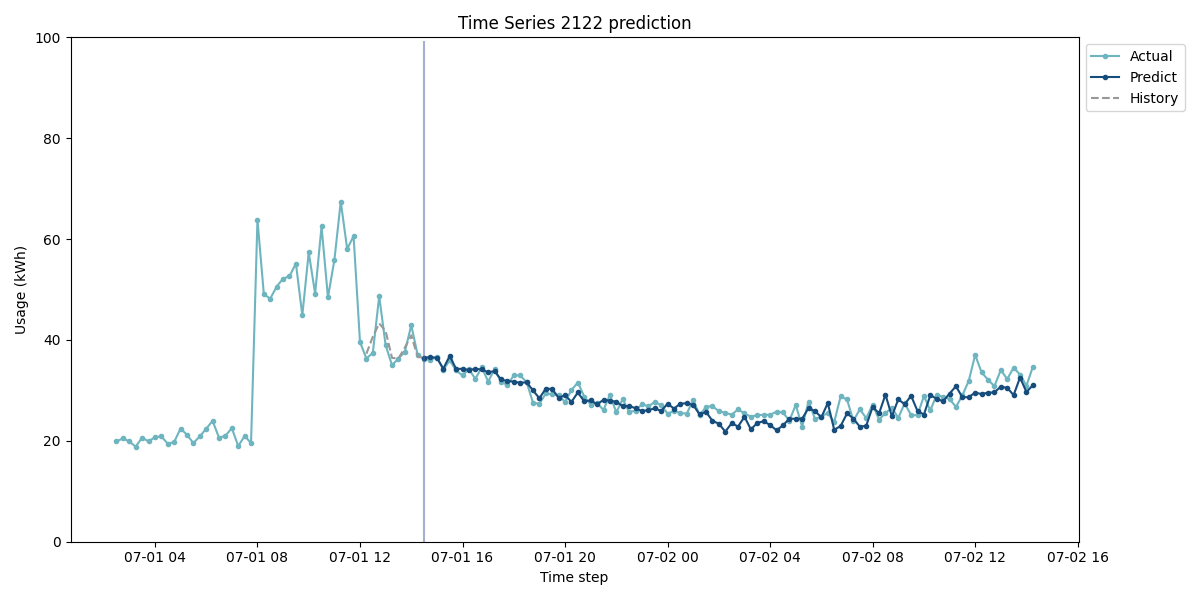 Time Series 2122 prediction
100
80
60
40
20
0
Usage (kWh)
07-01 04
07-01 08
07-01 12
07-01 16
07-01 20
07-02 00
07-02 04
07-02 08
07-02 12
07-02 16
Time step
Actual
Predict
History